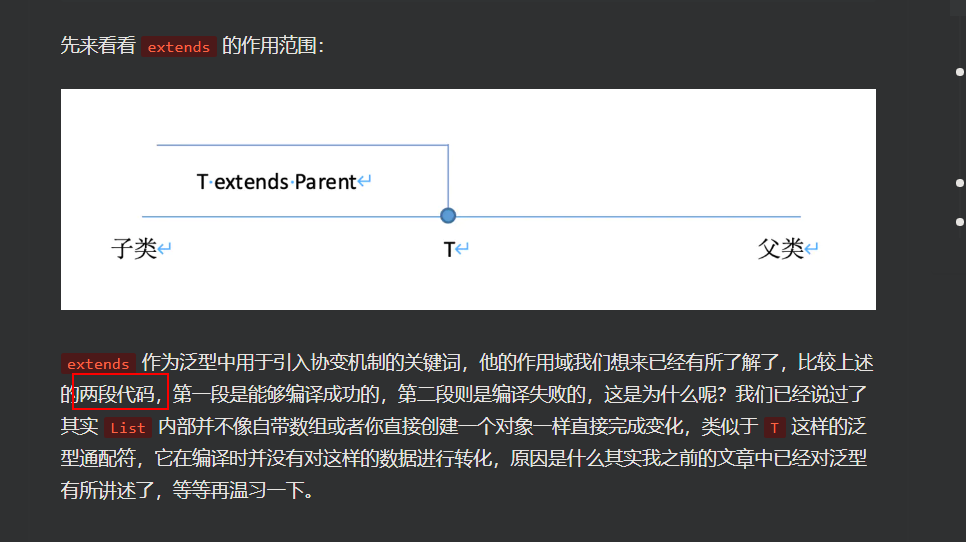 先来看看 extends 的作用范围：
T extends Parent
子类
T
父类
extends 作为泛型中用于引入协变机制的关键词，他的作用域我们想来已经有所了解了，比较上述
的两段代码，第一段是能够编译成功的，第二段则是编译失败的，这是为什么呢？我们已经说过了
其实 List 内部并不像自带数组或者你直接创建一个对象一样直接完成变化，类似于 T 这样的泛
型通配符，它在编译时并没有对这样的数据进行转化，原因是什么其实我之前的文章中已经对泛型
有所讲述了，等等再温习一下。